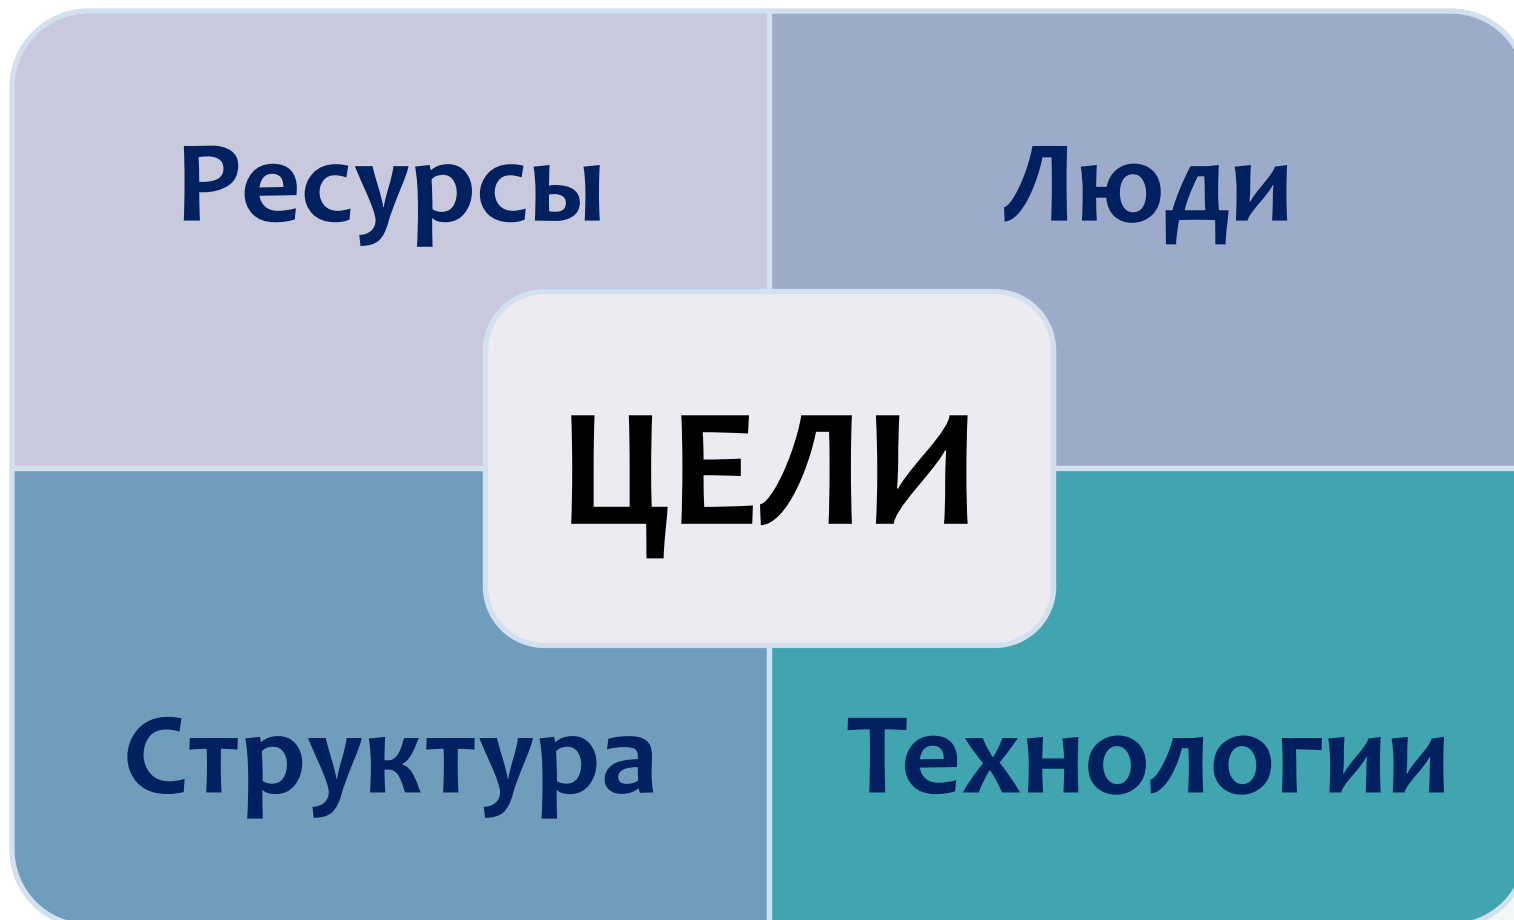 Ресурсы
Люди
ЦЕЛИ
Структура
Технологии